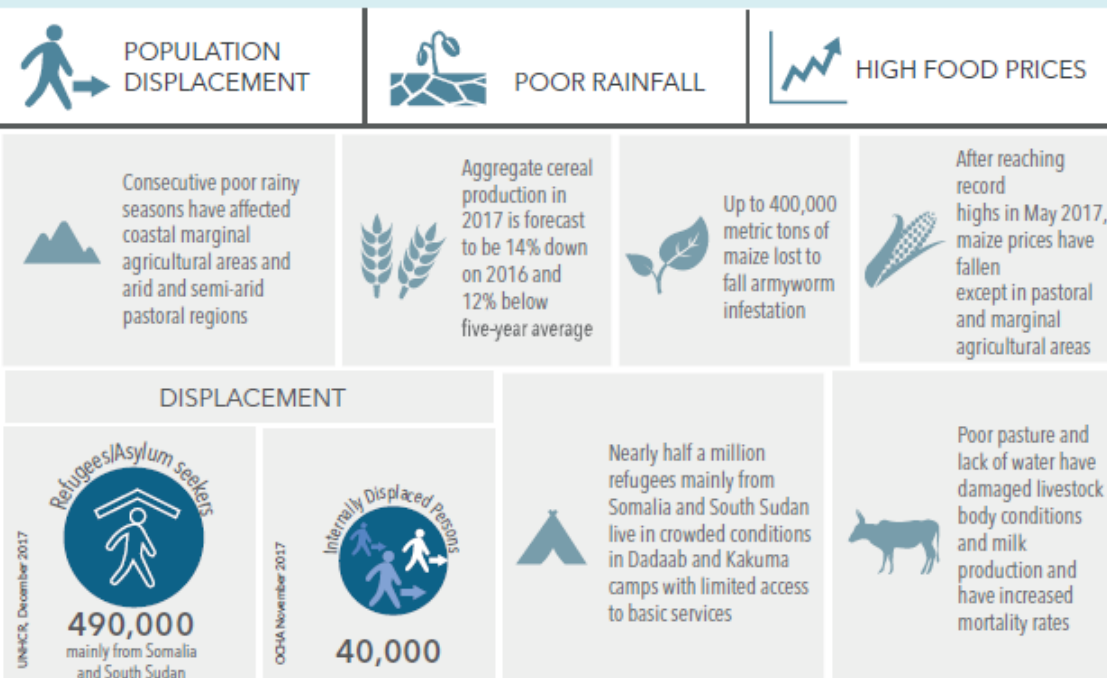 POPULATION
DISPLACEMENT
POOR RAINFALL
HIGH FOOD PRICES
Consecutive poor rainy
seasons have affected
coastal marginal
agricultural areas and
arid and semi-arid
pastoral regions
Aggregate cereal
production in
2017 is forecast
to be 14% down
on 2016 and
12% below
five-year average
Up to 400,000
metric tons of
maize lost to
fall armyworm
infestation
After reaching
record
highs in May 2017,
maize prices have
fallen
except in pastoral
and marginal
agricultural areas
DISPLACEMENT
Refugees/Asylum seekers
UNHCR, December 2017
490,000
mainly from Somalia
and South Sudan
Internally Displaced Persons
OCHA November 2017
40,000
Nearly half a million
refugees mainly from
Somalia and South Sudan
live in crowded conditions
in Dadaab and Kakuma
camps with limited access
to basic services
Poor pasture and
lack of water have
damaged livestock
body conditions
and milk
production and
have increased
mortality rates